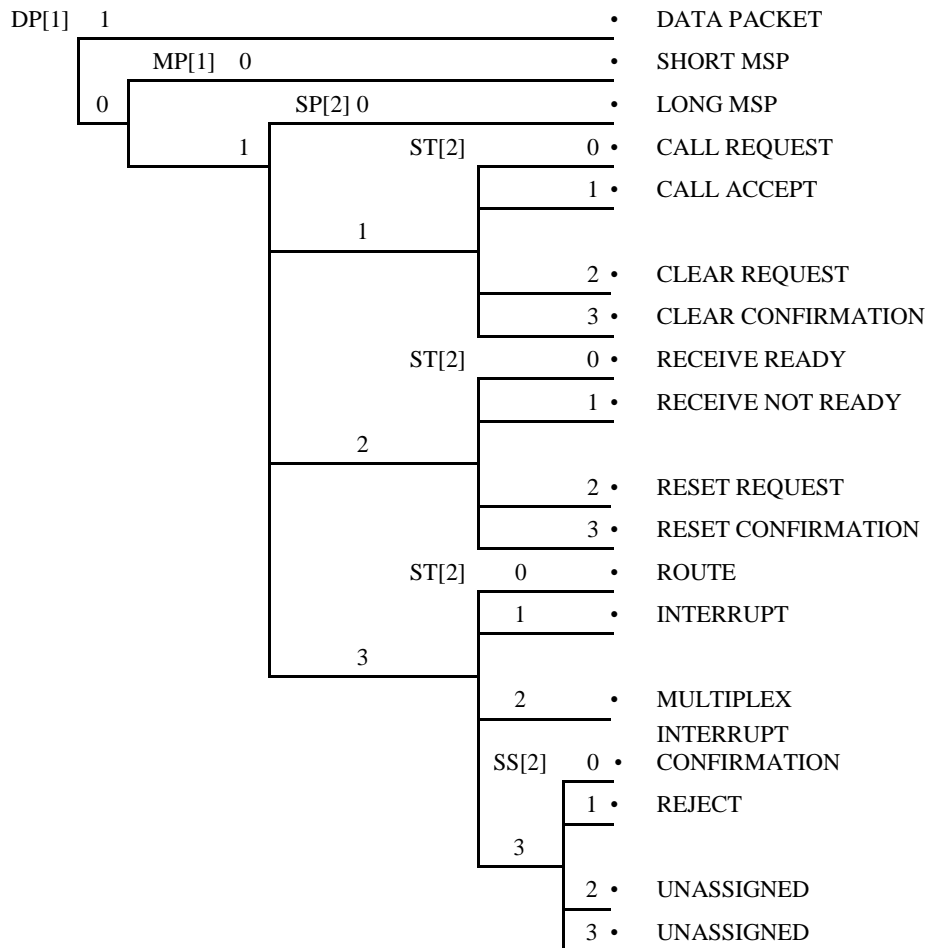 DP[1] 1 • DATA PACKET
MP[1] 0 • SHORT MSP
0 SP[2] 0 • LONG MSP
1 ST[2] 0 • CALL REQUEST
1 • CALL ACCEPT
1
2 • CLEAR REQUEST
3 • CLEAR CONFIRMATION
ST[2] 0 • RECEIVE READY
1 • RECEIVE NOT READY
2
2 • RESET REQUEST
3 • RESET CONFIRMATION
ST[2] 0 • ROUTE
1 • INTERRUPT
3
2 • MULTIPLEX
INTERRUPT
SS[2] 0 • CONFIRMATION
1 • REJECT
3
2 • UNASSIGNED
3 • UNASSIGNED